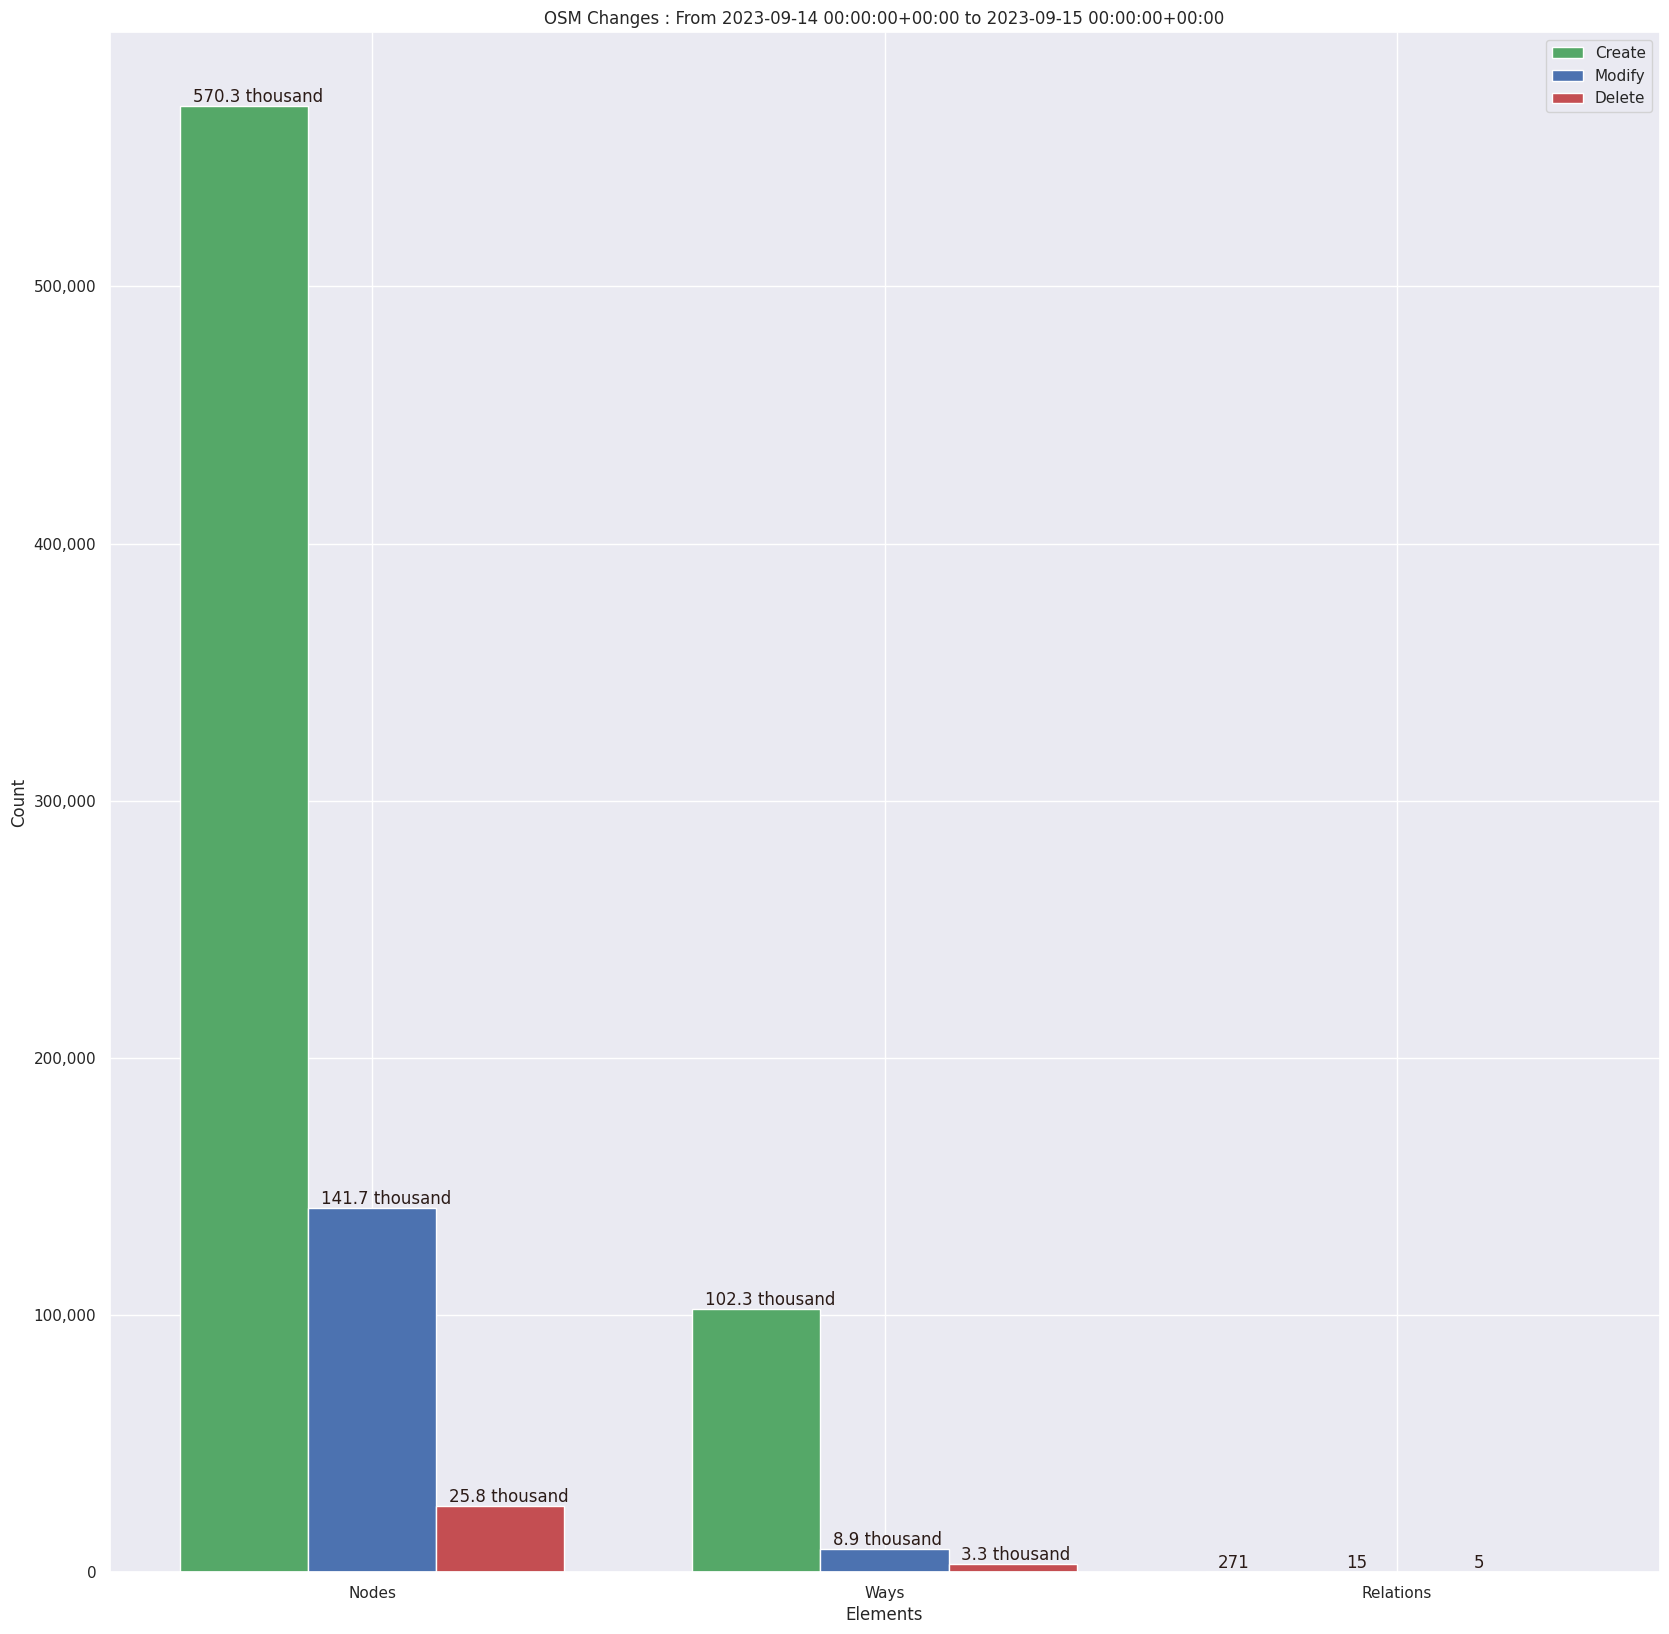 OSM Changes : From 2023-09-14 00:00:00+00:00 to 2023-09-15 00:00:00+00:00
Create
Modify
Delete
570.3 thousand
141.7 thousand
25.8 thousand
102.3 thousand
8.9 thousand
3.3 thousand
271
15
5
500,000
400,000
300,000
200,000
100,000
0
Count
Nodes
Ways
Relations
Elements